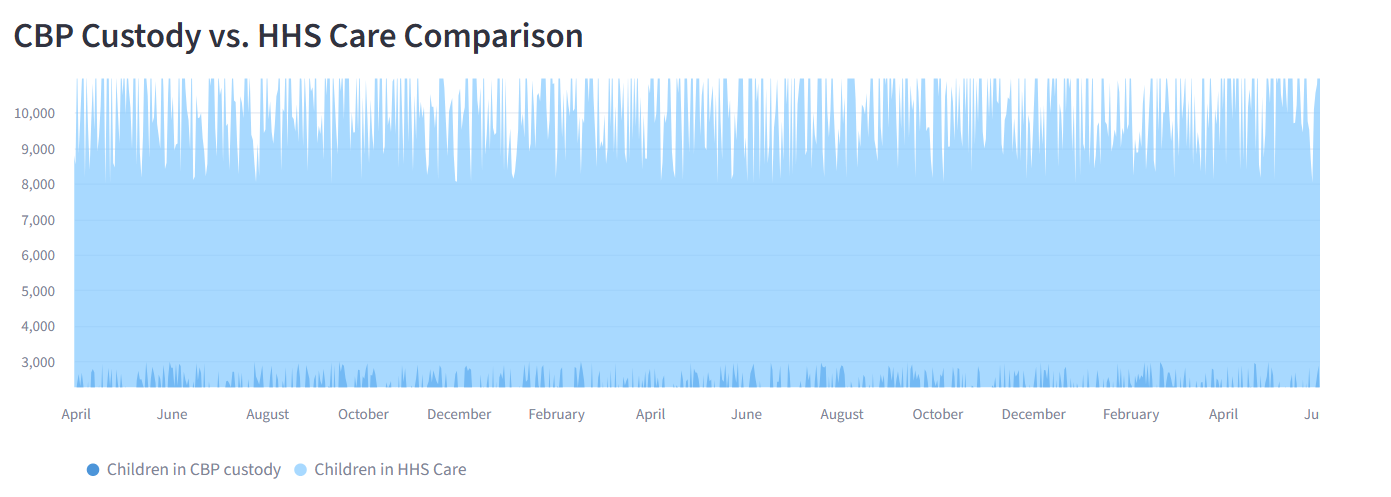 CBP Custody vs. HHS Care Comparison
10,000
9,000
8,000
7,000
6,000
5,000
4,000
3,000
April June August October December February April June August October December February April Ju
Children in CBP custody Children in HHS Care